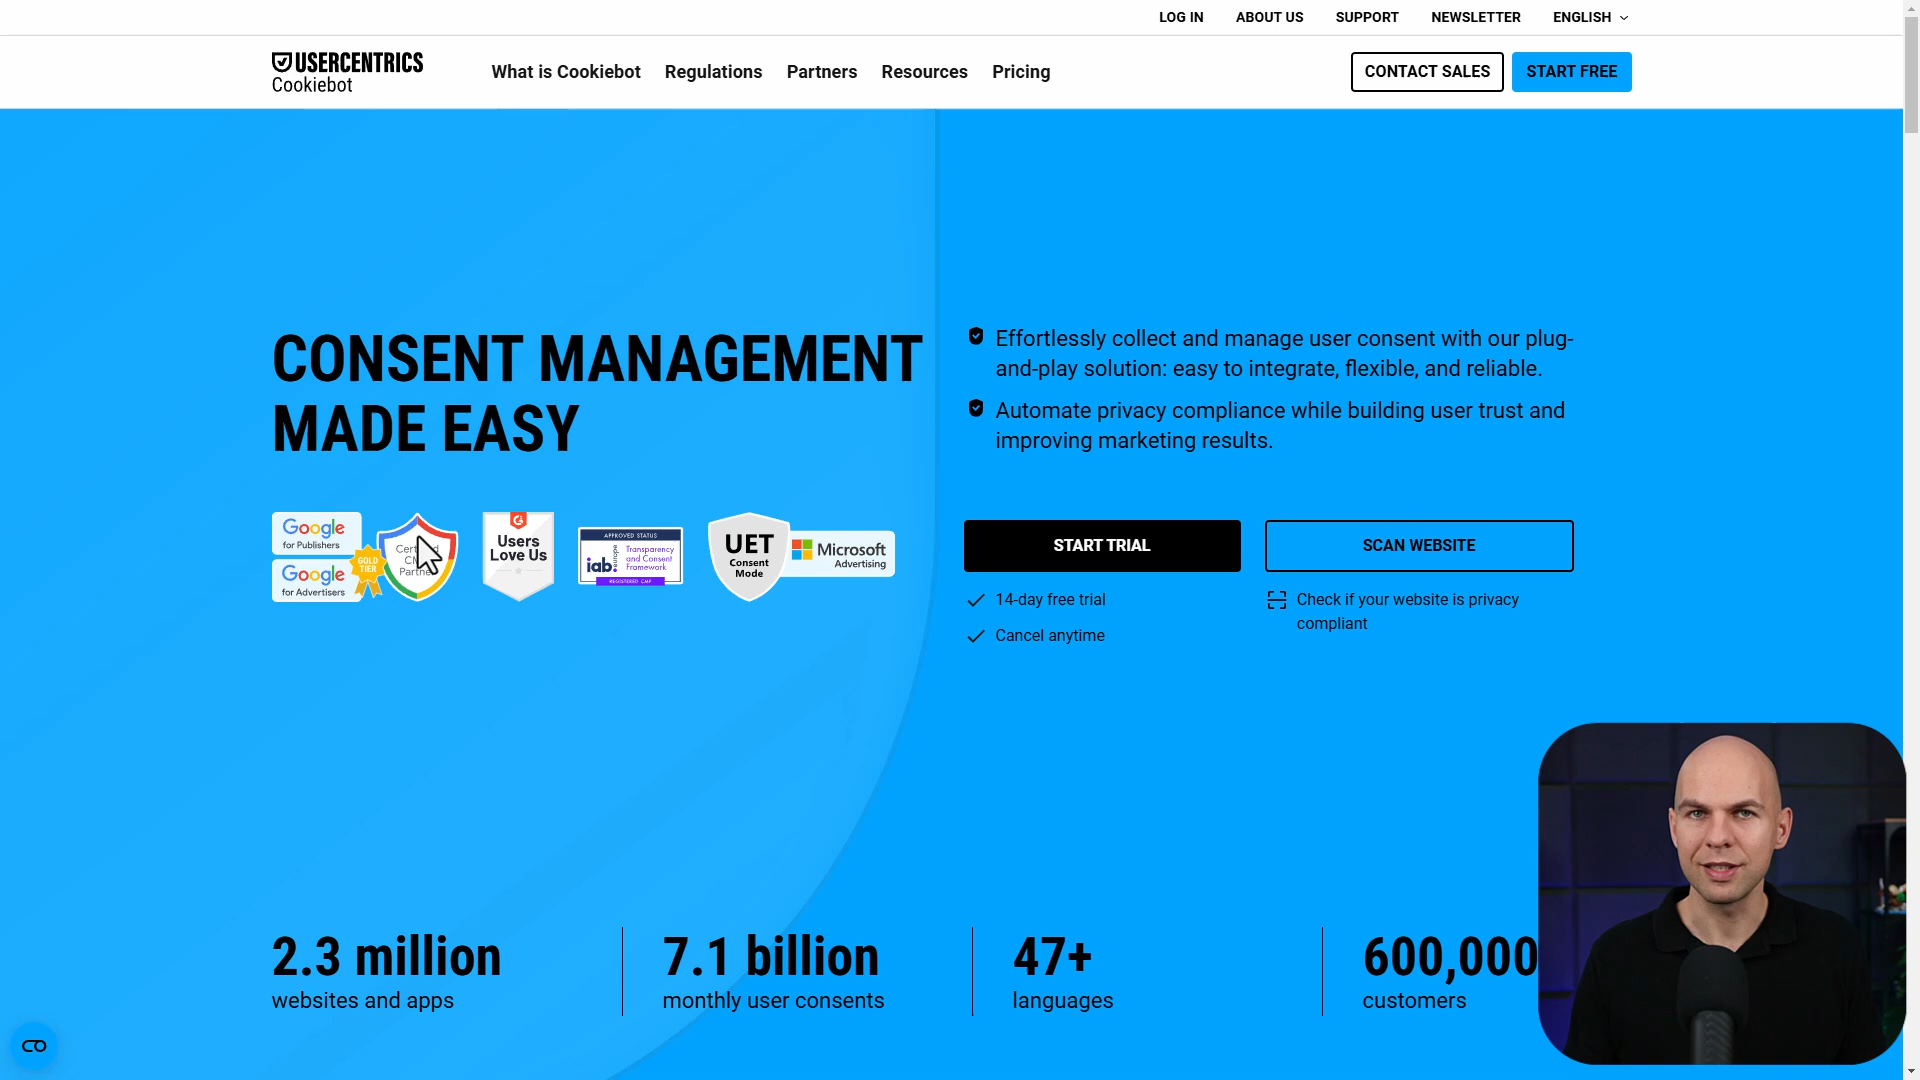 LOG IN
ABOUT US
SUPPORT
NEWSLETTER
ENGLISH
USERCENTRICS
Cookiebot
What is Cookiebot
Regulations
Partners
Resources
Pricing
CONTACT SALES
START FREE
CONSENT MANAGEMENT
MADE EASY
Effortlessly collect and manage user consent with our plug-
and-play solution: easy to integrate, flexible, and reliable.
Automate privacy compliance while building user trust and
improving marketing results.
Google
for Publishers
Google
for Advertisers
GOLD
TIER
Users
Love Us
APPROVED STATUS
iab europe
Transparency
and Consent
Framework
REGISTERED CMP
UET
Consent
Mode
Microsoft
Advertising
START TRIAL
SCAN WEBSITE
14-day free trial
Cancel anytime
Check if your website is privacy
compliant
2.3 million
websites and apps
7.1 billion
monthly user consents
47+
languages
600,000
customers